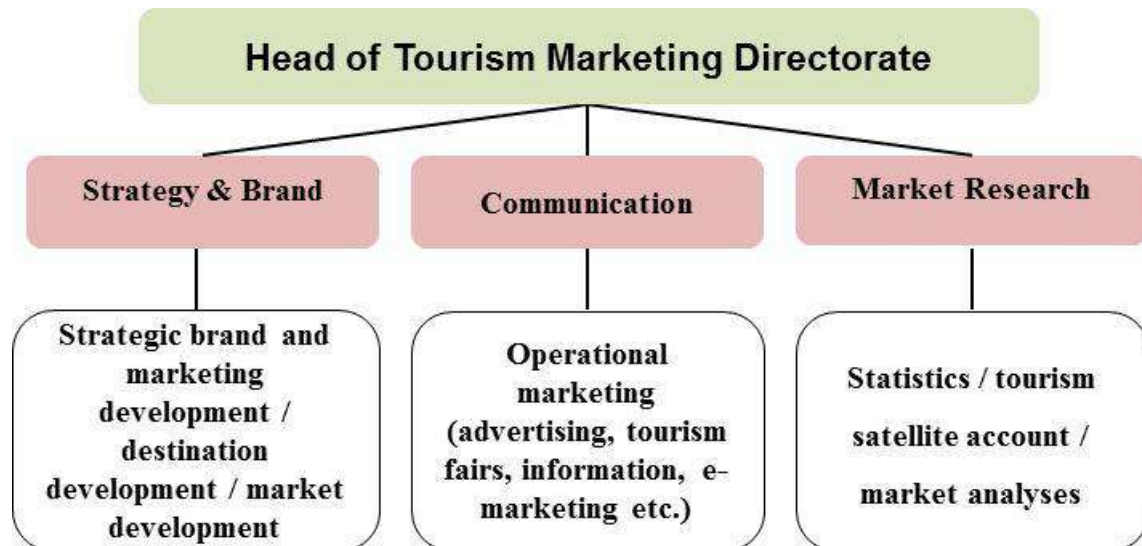 Head of Tourism Marketing Directorate
Strategy & Brand
Communication
Market Research
Strategic brand and
marketing
development /
destination
development / market
development
Operational
marketing
(advertising, tourism
fairs, information, e-
marketing etc.)
Statistics / tourism
satellite account /
market analyses